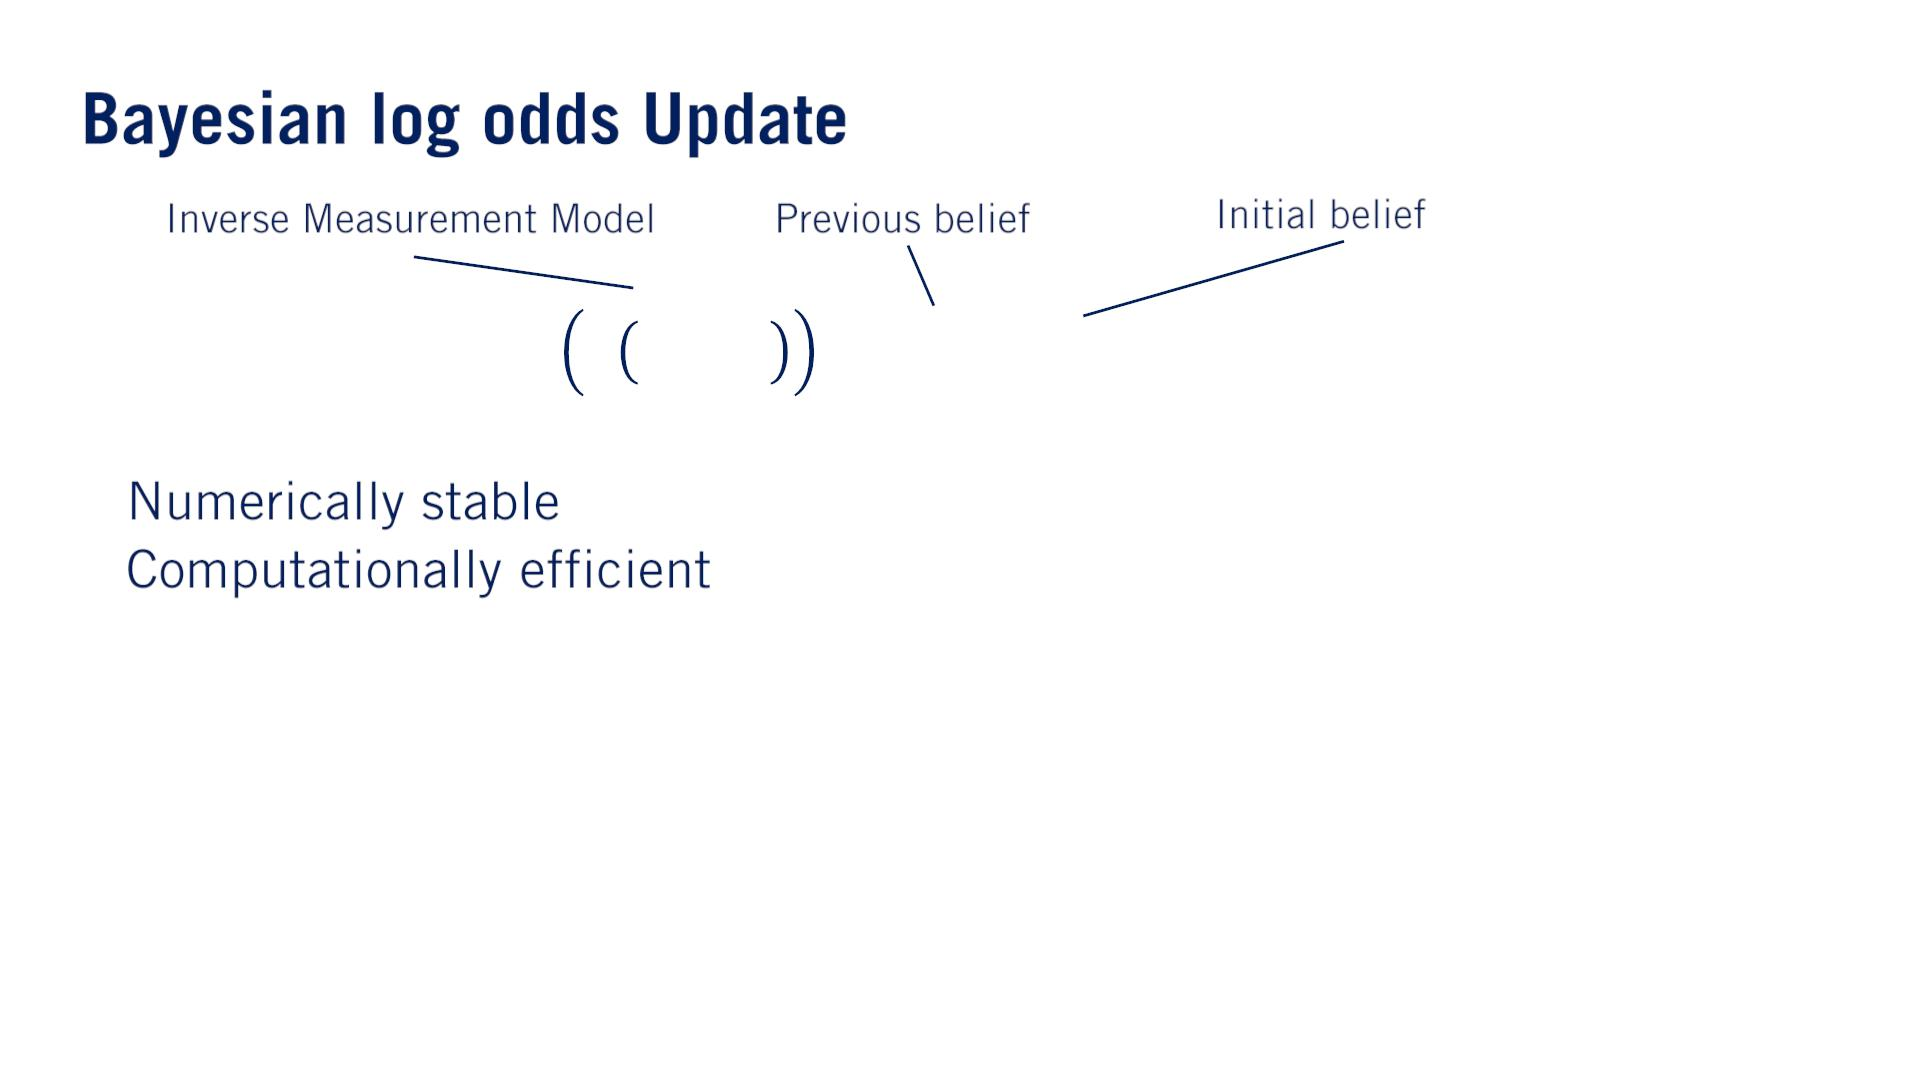 Bayesian log odds Update
Inverse Measurement Model Previous belief Initial belief
( ( ))
Numerically stable
Computationally efficient